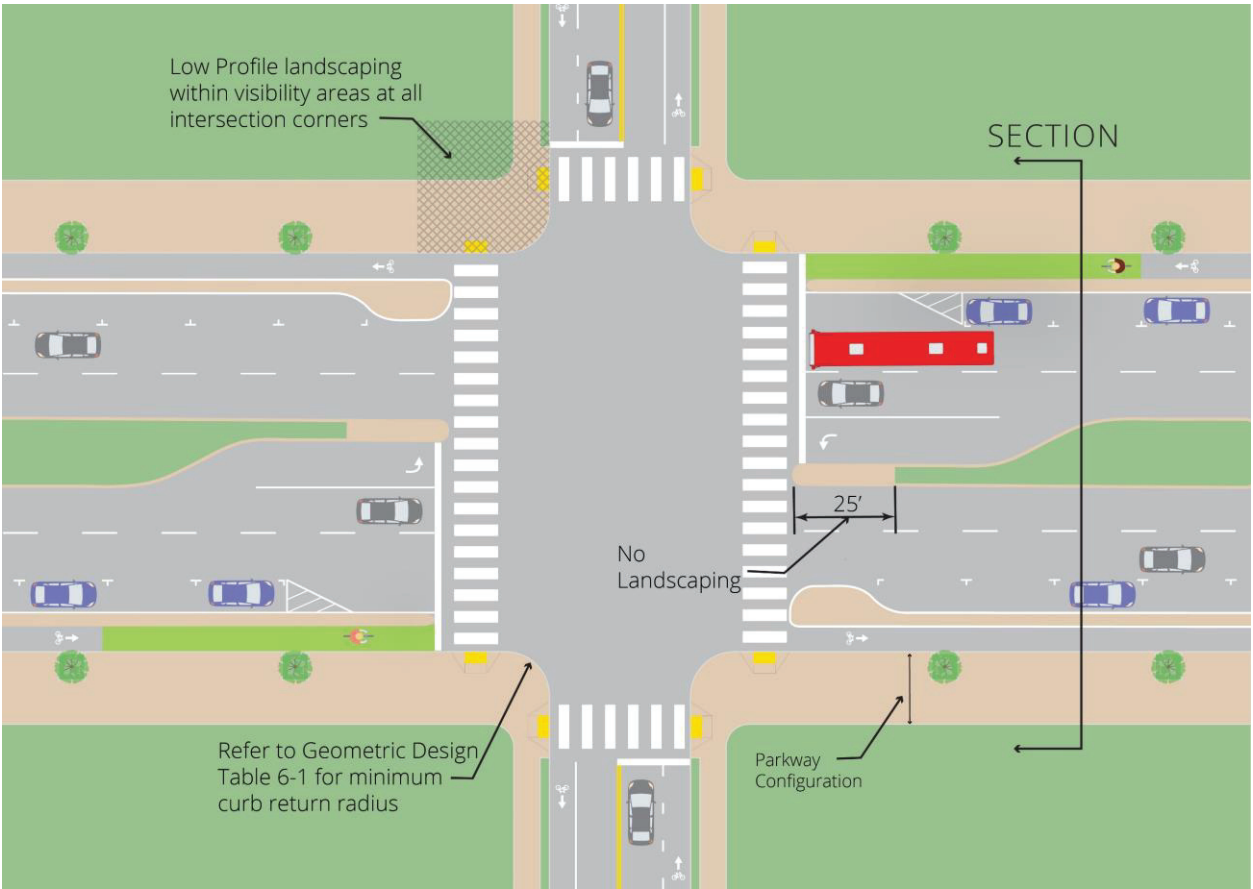 Low Profile landscaping
within visibility areas at all
intersection corners
SECTION
25'
No
Landscaping
Refer to Geometric Design
Table 6-1 for minimum
curb return radius
Parkway
Configuration